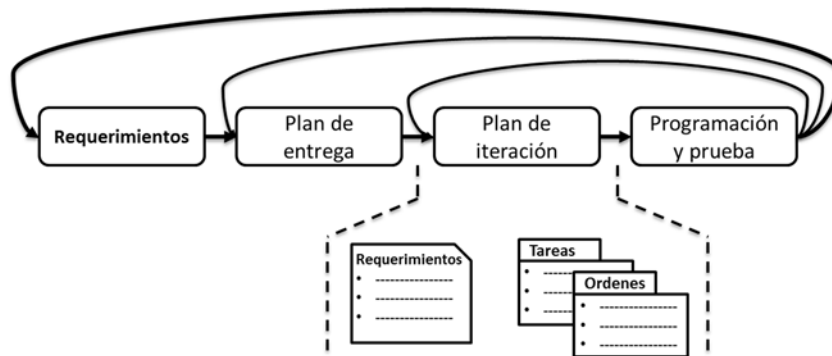 Requerimientos
Plan de
entrega
Plan de
iteración
Programación
y prueba
Requerimientos
Tareas
Ordenes